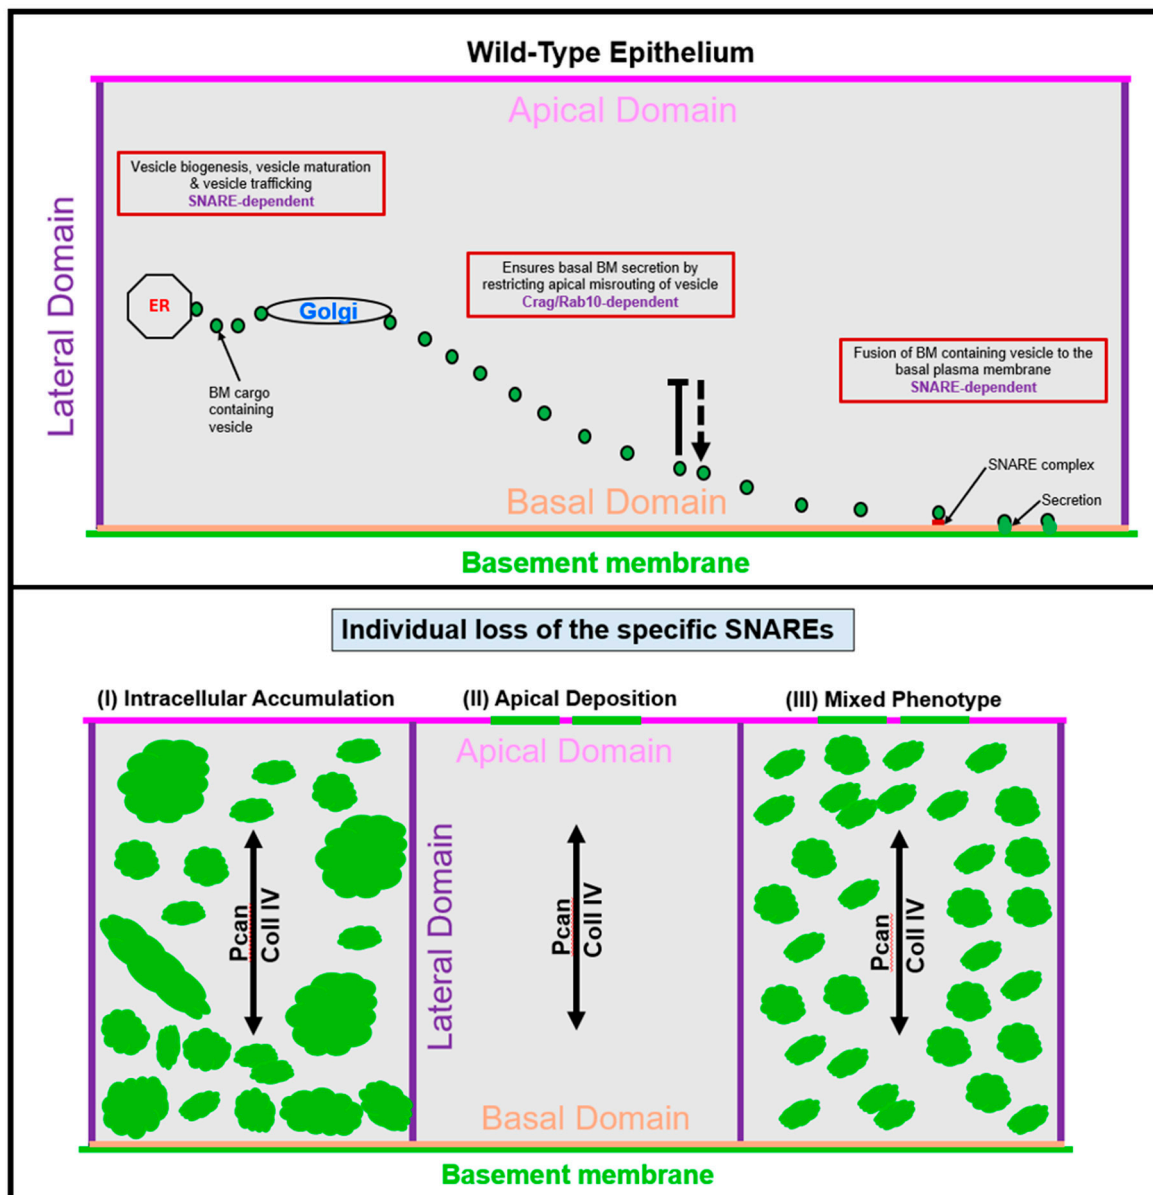 Wild-Type Epithelium
Apical Domain
Lateral Domain
Vesicle biogenesis, vesicle maturation
& vesicle trafficking
SNARE-dependent
Ensures basal BM secretion by
restricting apical misrouting of vesicle
Crag/Rab10-dependent
ER
Golgi
BM cargo
containing
vesicle
Fusion of BM containing vesicle to the
basal plasma membrane
SNARE-dependent
SNARE complex
Secretion
Basal Domain
Basement membrane
Individual loss of the specific SNAREs
(I) Intracellular Accumulation
(II) Apical Deposition
(III) Mixed Phenotype
Apical Domain
Pcan
Coll IV
Lateral Domain
Pcan
Coll IV
Pcan
Coll IV
Basal Domain
Basement membrane